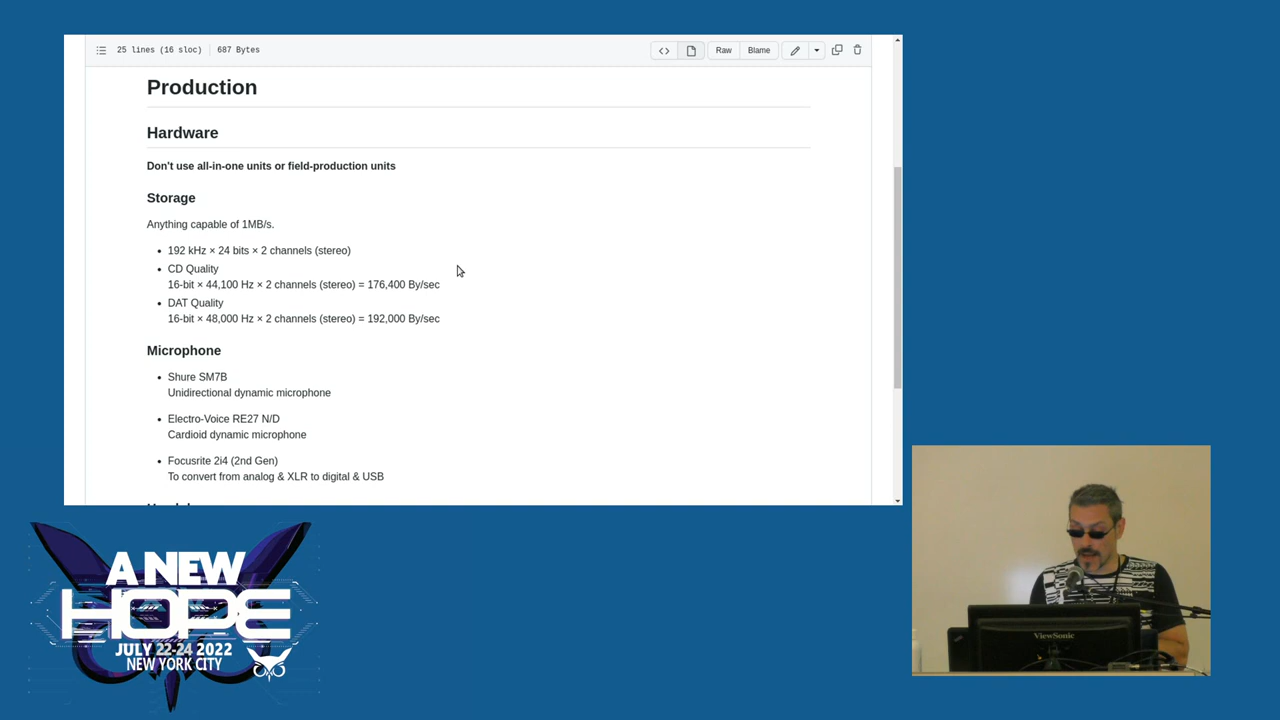 25 lines (16 sloc) | 687 Bytes
Raw
Blame
Production
Hardware
Don't use all-in-one units or field-production units
Storage
Anything capable of 1MB/s.
• 192 kHz × 24 bits × 2 channels (stereo)
• CD Quality
16-bit × 44,100 Hz × 2 channels (stereo) = 176,400 By/sec
• DAT Quality
16-bit × 48,000 Hz × 2 channels (stereo) = 192,000 By/sec
Microphone
• Shure SM7B
Unidirectional dynamic microphone
• Electro-Voice RE27 N/D
Cardioid dynamic microphone
• Focusrite 2i4 (2nd Gen)
To convert from analog & XLR to digital & USB
A NEW
HOPE
JULY 22-24 2022
NEW YORK CITY
ViewSonic